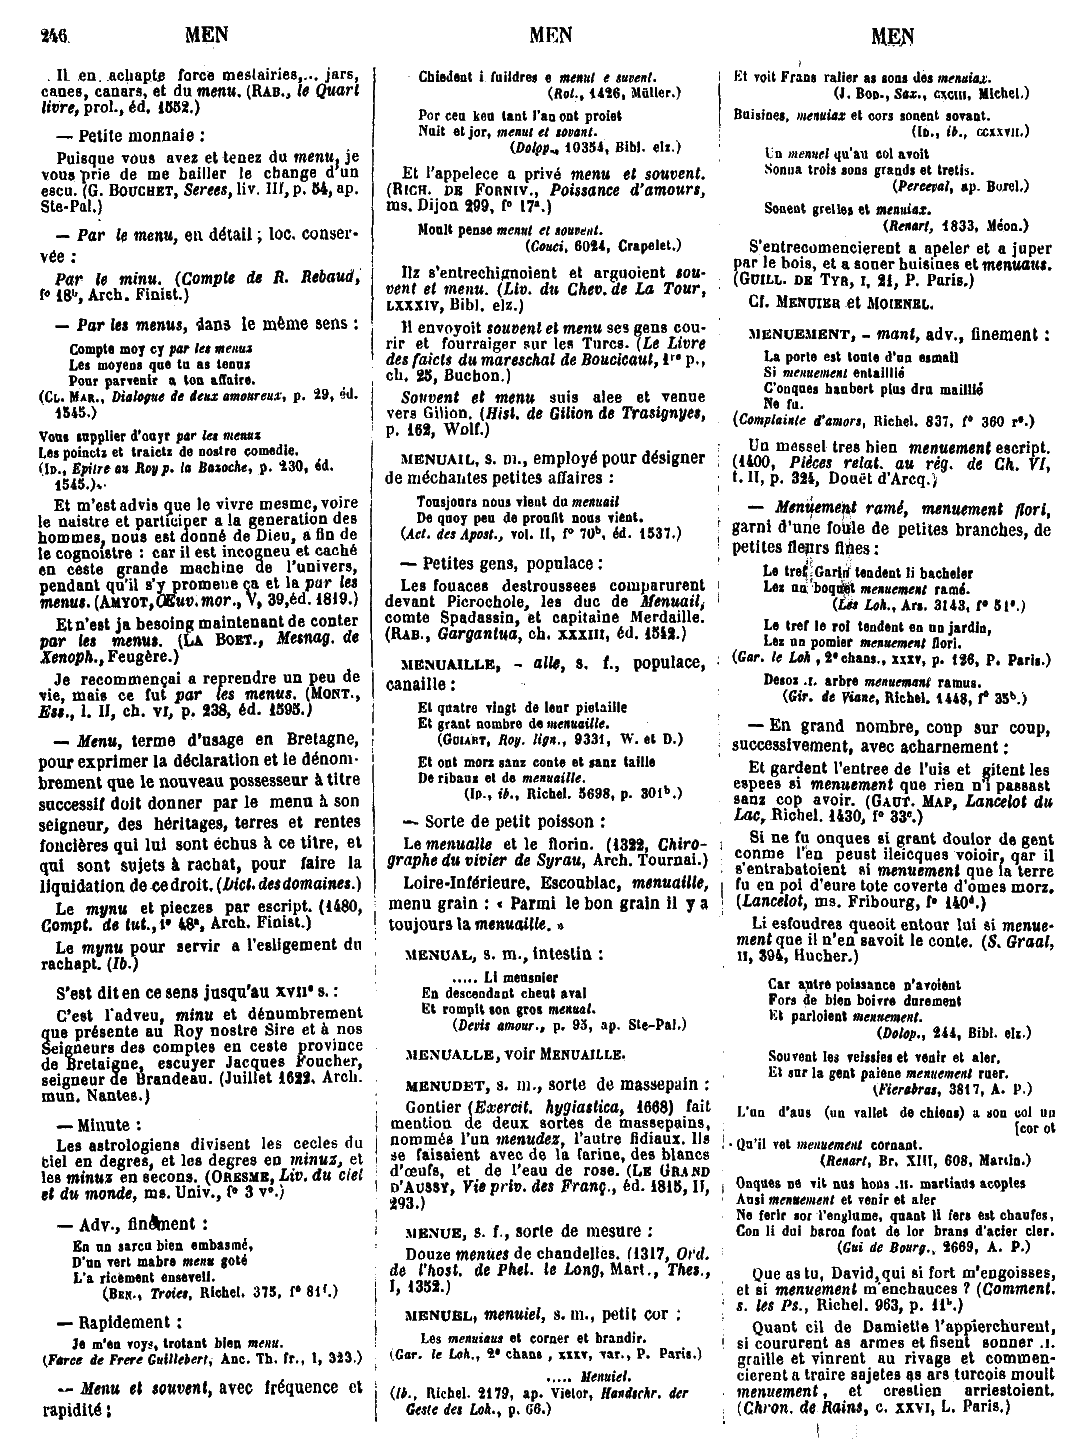 246 MEN MEN MEN
Il en achapte force mestairies,... jars,
canes, canars, et du menu. (RAB., le Quart
livre, prol., éd. 1552.)
— Petite monnaie :
Puisque vous avez et tenez du menu, je
vous prie de me bailler le change d'un
escu. (G. BOUCHET, Serees, liv. III, p. 54, ap.
Ste-Pal.)
— Par le menu, en détail ; loc. conser-
vée :
Par le minu. (Compte de R. Rebaud,
f° 18ᵇ, Arch. Finist.)
— Par les menus, dans le même sens :
Compte moy cy par les menus
Les moyens que tu as tenus
Pour parvenir a ton affaire.
(CL. MAR., Dialogue de deux amoureux, p. 29, éd.
1545.)
Vous supplier d'ouyr par les menus
Les poinctz et traictz de nostre comedie.
(ID., Epitre au Roy p. la Bazoche, p. 230, éd.
1545.)
Et m'est advis que le vivre mesme, voire
le naistre et participer a la generation des
hommes, nous est donné de Dieu, a fin de
le cognoistre : car il est incogneu et caché
en ceste grande machine de l'univers,
pendant qu'il s'y promene ça et la par les
menus. (AMYOT, Œuv. mor., V, 39, éd. 1819.)
Et n'est ja besoing maintenant de conter
par les menus. (LA BOET., Mesnag. de
Xenoph., Feugère.)
Je recommençai a reprendre un peu de
vie, mais ce fut par les menus. (MONT.,
Ess., l. II, ch. VI, p. 238, éd. 1595.)
— Menu, terme d'usage en Bretagne,
pour exprimer la déclaration et le dénom-
brement que le nouveau possesseur à titre
successif doit donner par le menu à son
seigneur, des héritages, terres et rentes
foncières qui lui sont échus à ce titre, et
qui sont sujets à rachat, pour faire la
liquidation de ce droit. (Dict. des domaines.)
Le mynu et pieczes par escript. (1480,
Compt. de tut., f° 48ᵃ, Arch. Finist.)
Le mynu pour servir a l'esligement du
rachapt. (Ib.)
S'est dit en ce sens jusqu'au XVIIᵉ s. :
C'est l'adveu, minu et dénumbrement
que présente au Roy nostre Sire et à nos
Seigneurs des comptes en ceste province
de Bretaigne, escuyer Jacques Foucher,
seigneur de Brandeau. (Juillet 1622. Arch.
mun. Nantes.)
— Minute :
Les astrologiens divisent les cecles du
ciel en degres, et les degres en minuz, et
les minuz en secons. (ORESME, Liv. du ciel
et du monde, ms. Univ., f° 3 v°.)
— Adv., finement :
En un sarcu bien embasmé,
D'un vert mabre menu goté
L'a ricement enseveli.
(BEN., Troies, Richel. 375, f° 81ᶠ.)
— Rapidement :
Je m'en voys, trotant bien menu.
(Farce de Frere Guillebert, Anc. Th. fr., I, 323.)
— Menu et souvent, avec fréquence et
rapidité :
Chiedent i fuildres e menut e suvent.
(Rol., 1426, Müller.)
Por ceu ken tant l'an ont proiet
Nuit et jor, menut et sovant.
(Dolop., 10354, Bibl. elz.)
Et l'appelece a privé menu et souvent.
(RICH. DE FORNIV., Poissance d'amours,
ms. Dijon 299, f° 17ᵃ.)
Moult pense menut et souvent.
(Couci, 6024, Crapelet.)
Ilz s'entrechignoient et arguoient sou-
vent et menu. (Liv. du Chev. de La Tour,
LXXXIV, Bibl. elz.)
Il envoyoit souvent et menu ses gens cou-
rir et fourraiger sur les Turcs. (Le Livre
des faicts du mareschal de Boucicaut, 1ʳᵉ p.,
ch. 25, Buchon.)
Souvent et menu suis alee et venue
vers Gilion. (Hist. de Gilion de Trasignyes,
p. 162, Wolf.)
MENUAIL, s. m., employé pour désigner
de méchantes petites affaires :
Tousjours nous vient du menuail
De quoy peu de proufit nous vient.
(Act. des Apost., vol. II, f° 70ᵇ, éd. 1537.)
— Petites gens, populace :
Les fouaces destroussees comparurent
devant Picrochole, les duc de Menuail,
comte Spadassin, et capitaine Merdaille.
(RAB., Gargantua, ch. XXXIII, éd. 1542.)
MENUAILLE, - alle, s. f., populace,
canaille :
Et quatre vingt de leur pietaille
Et grant nombre de menuaille.
(GUIART, Roy. lign., 9331, W. et D.)
Et ont morz sanz conte et sanz taille
De ribauz et de menuaille.
(ID., ib., Richel. 5698, p. 301ᵇ.)
— Sorte de petit poisson :
Le menualle et le florin. (1322, Chiro-
graphe du vivier de Syrau, Arch. Tournai.)
Loire-Inférieure, Escoublac, menuaille,
menu grain : « Parmi le bon grain il y a
toujours la menuaille. »
MENUAL, s. m., intestin :
..... Li meusnier
En descendant cheut aval
Et rompit son gros menual.
(Devis amour., p. 93, ap. Ste-Pal.)
MENUALLE, voir MENUAILLE.
MENUDET, s. m., sorte de massepain :
Gontier (Exercit. hygiastica, 1668) fait
mention de deux sortes de massepains,
nommés l'un menudez, l'autre fidiaux. Ils
se faisaient avec de la farine, des blancs
d'œufs, et de l'eau de rose. (LE GRAND
D'AUSSY, Vie priv. des Franç., éd. 1815, II,
293.)
MENUE, s. f., sorte de mesure :
Douze menues de chandelles. (1317, Ord.
de l'host. de Phel. le Long, Mart., Thes.,
I, 1352.)
MENUEL, menuiel, s. m., petit cor :
Les menuiaus et corner et brandir.
(Gar. le Loh., 2ᵉ chans, XXXV, var., P. Paris.)
..... Menuiel.
(Ib., Richel. 2179, ap. Vietor, Handschr. der
Geste des Loh., p. 66.)
Et voit Frans ralier as sons des menuiax.
(J. BOD., Sax., CXCIII, Michel.)
Buisines, menuiax et cors sonent sovant.
(ID., ib., CCXXVII.)
Un menuel qu'au col avoit
Sonna trois sons grands et tretis.
(Perceval, ap. Borel.)
Sonent grelles et menuiax.
(Renart, 1833, Méon.)
S'entrecomencierent a apeler et a juper
par le bois, et a soner buisines et menuaus.
(GUILL. DE TYR, I, 21, P. Paris.)
Cf. MENUIER et MOIENEL.
MENUEMENT, - mant, adv., finement :
La porte est toute d'un esmail
Si menuement entaillié
C'onques haubert plus dru maillié
Ne fu.
(Complainte d'amors, Richel. 837, f° 360 r°.)
Un messel tres bien menuement escript.
(1400, Pièces relat. au règ. de Ch. VI,
t. II, p. 324, Douët d'Arcq.)
— Menuement ramé, menuement flori,
garni d'une foule de petites branches, de
petites fleurs fines :
Le tref Garin tendent li bacheler
Lez un boquet menuement ramé.
(Les Loh., Ars. 3143, f° 51ᵃ.)
Le tref le roi tendent en un jardin,
Lez un pomier menuement flori.
(Gar. le Loh, 2ᵉ chans., XXXV, p. 126, P. Paris.)
Desoz .I. arbre menuemant ramus.
(Gir. de Viane, Richel. 1448, f° 35ᵇ.)
— En grand nombre, coup sur coup,
successivement, avec acharnement :
Et gardent l'entree de l'uis et gitent les
espees si menuement que rien n'i passast
sanz cop avoir. (GAUT. MAP, Lancelot du
Lac, Richel. 1430, f° 33ᵉ.)
Si ne fu onques si grant doulor de gent
conme l'en peust ileicques voioir, qar il
s'entrabatoient si menuement que la terre
fu en poi d'eure tote coverte d'omes morz.
(Lancelot, ms. Fribourg, f° 140ᵈ.)
Li esfoudres queoit entour lui si menue-
ment que il n'en savoit le conte. (S. Graal,
II, 394, Hucher.)
Car autre poissance n'avoient
Fors de bien boivre durement
Et parloient menuement.
(Dolop., 244, Bibl. elz.)
Souvent les veissies et venir et aler,
Et sur la gent paiene menuement ruer.
(Fierabras, 3817, A. P.)
L'un d'aus (un vallet de chiens) a son col un
[cor ot
Qu'il vet menuement cornant.
(Renart, Br. XIII, 608, Martin.)
Onques ne vit nus hons .II. martiaus acoples
Ausi menuement et venir et aler
Ne ferir sor l'englume, quant li fers est chaufes,
Con li dui baron font de lor brans d'acier cler.
(Gui de Bourg., 2669, A. P.)
Que as tu, David, qui si fort m'engoisses,
et si menuement m'enchauces ? (Comment.
s. les Ps., Richel. 963, p. 11ᵇ.)
Quant cil de Damiette l'appierchurent,
si coururent as armes et fisent sonner .I.
graille et vinrent au rivage et commen-
cierent a traire sajetes as ars turcois moult
menuement, et crestien arriestoient.
(Chron. de Rains, c. XXVI, L. Paris.)